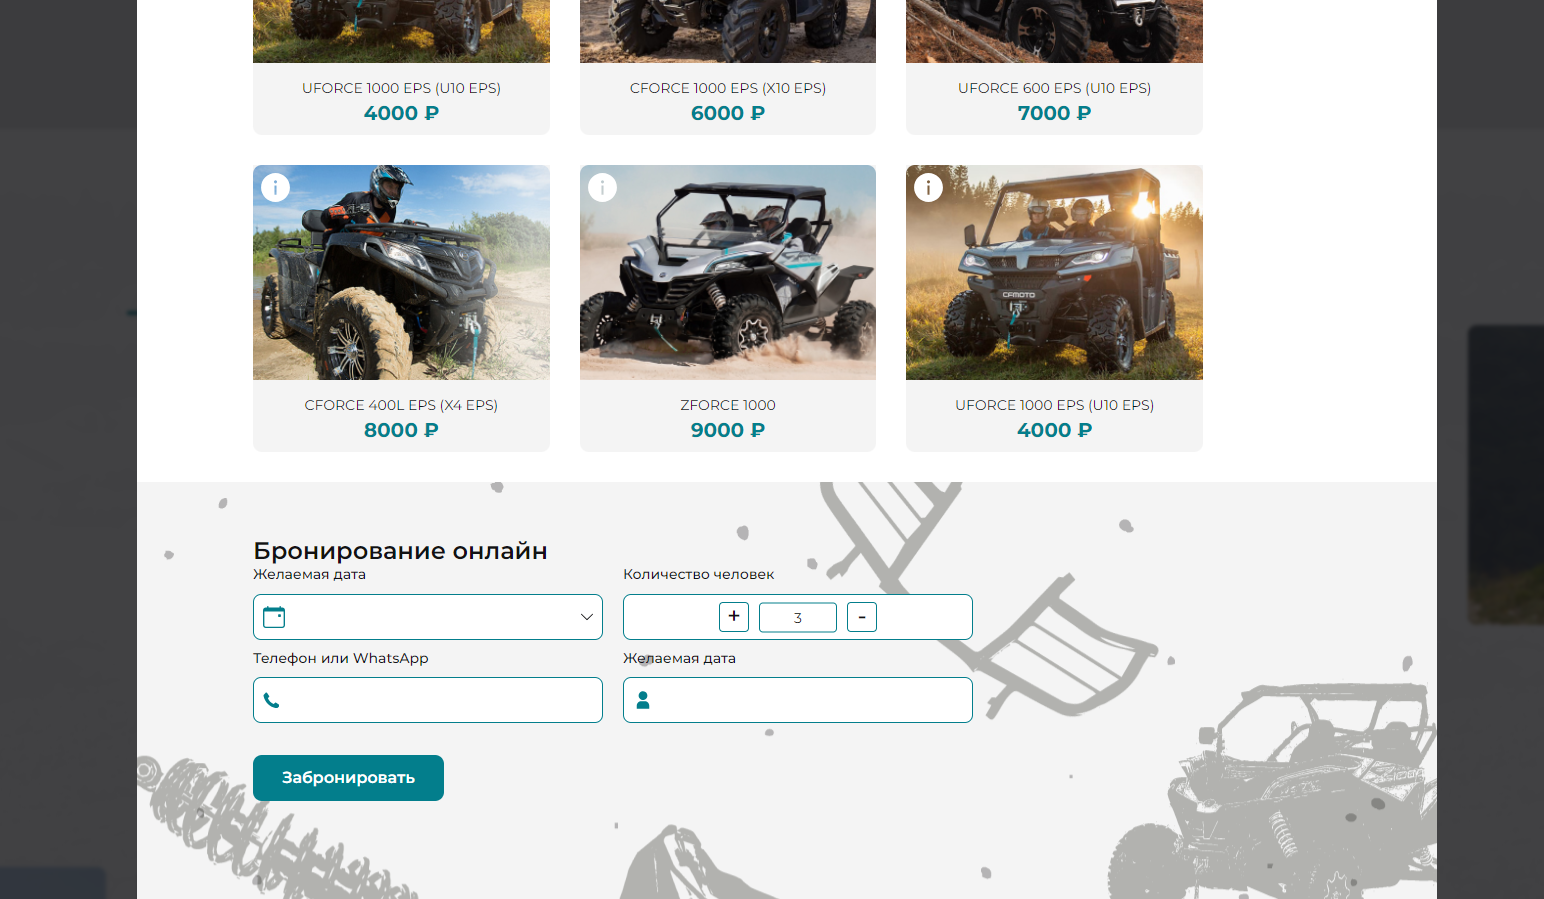 UFORCE 1000 EPS (U10 EPS)
4000 ₽
CFORCE 1000 EPS (X10 EPS)
6000 ₽
UFORCE 600 EPS (U10 EPS)
7000 ₽
i
i
i
CFMOTO
CFORCE 400L EPS (X4 EPS)
8000 ₽
ZFORCE 1000
9000 ₽
UFORCE 1000 EPS (U10 EPS)
4000 ₽
Бронирование онлайн
Желаемая дата
Количество человек
+ 3 -
Телефон или WhatsApp
Желаемая дата
Забронировать